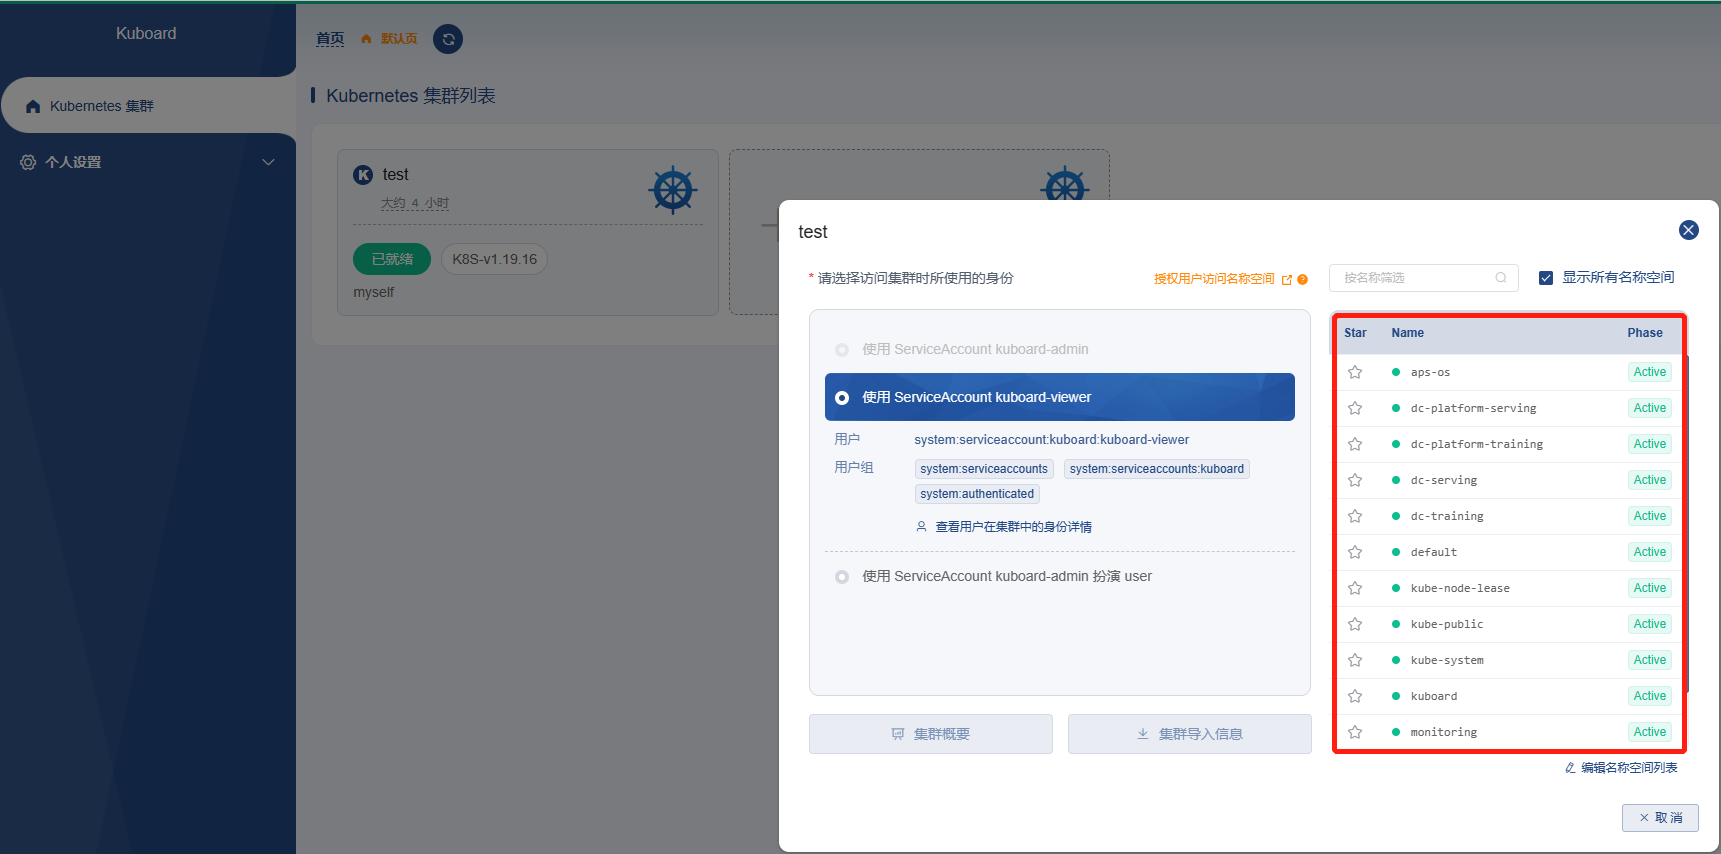 Kuboard
Kubernetes 集群
个人设置
首页 默认页
Kubernetes 集群列表
K test
大约 4 小时
已就绪 K8S-v1.19.16
myself
test
* 请选择访问集群时所使用的身份 授权用户访问名称空间 ?
使用 ServiceAccount kuboard-admin
使用 ServiceAccount kuboard-viewer
用户 system:serviceaccount:kuboard:kuboard-viewer
用户组 system:serviceaccounts system:serviceaccounts:kuboard
system:authenticated
查看用户在集群中的身份详情
使用 ServiceAccount kuboard-admin 扮演 user
集群概要 集群导入信息
按名称筛选 显示所有名称空间
Star Name Phase
aps-os Active
dc-platform-serving Active
dc-platform-training Active
dc-serving Active
dc-training Active
default Active
kube-node-lease Active
kube-public Active
kube-system Active
kuboard Active
monitoring Active
编辑名称空间列表
取 消